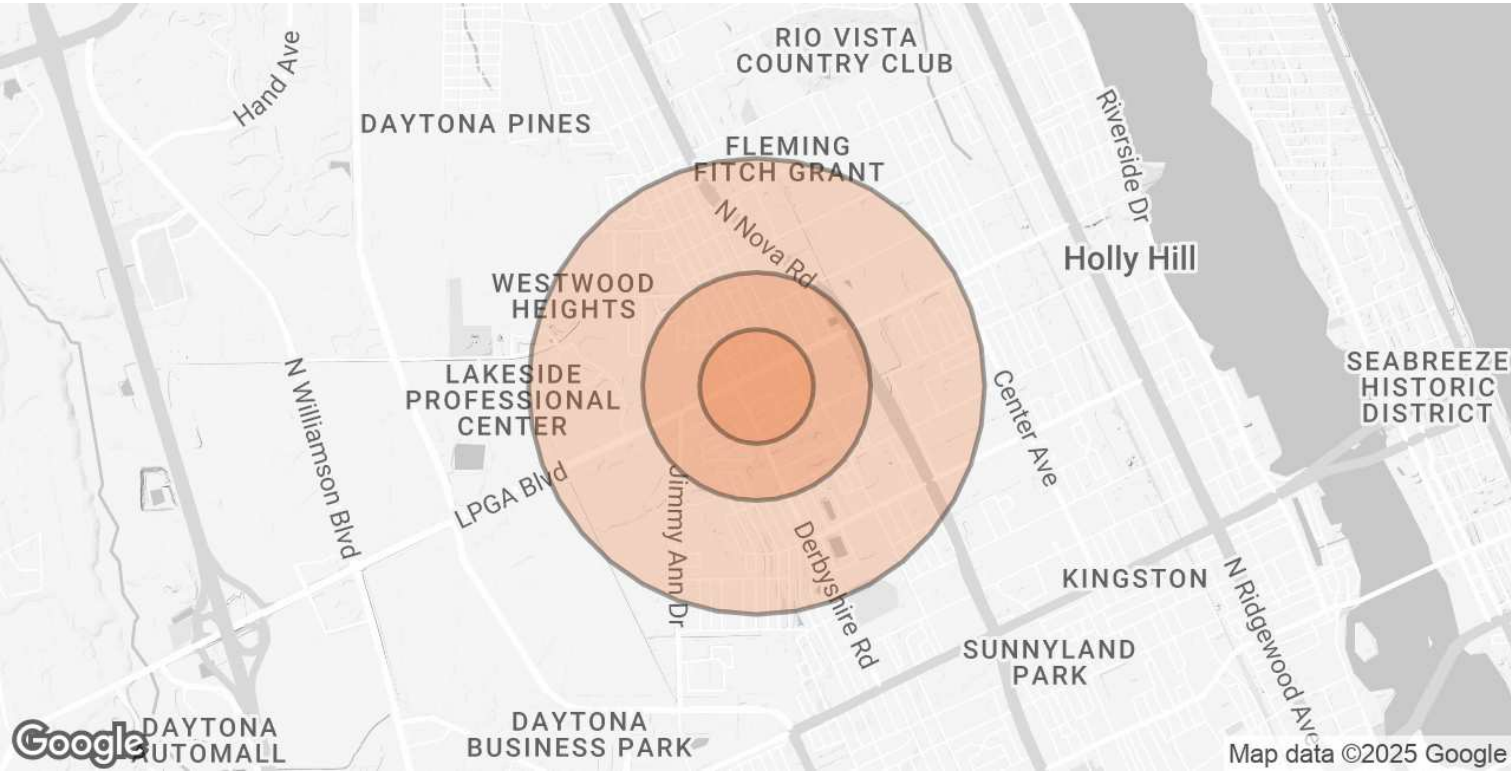 RIO VISTA
COUNTRY CLUB
Hand Ave
Riverside Dr
DAYTONA PINES
FLEMING
FITCH GRANT
N Nova Rd
Holly Hill
WESTWOOD
HEIGHTS
SEABREEZE
HISTORIC
DISTRICT
LAKESIDE
PROFESSIONAL
CENTER
N Williamson Blvd
Center Ave
LPGA Blvd
Jimmy Ann Dr
Derbyshire Rd
KINGSTON
N Ridgewood Ave
SUNNYLAND
PARK
DAYTONA
BUSINESS PARK
DAYTONA
AUTOMALL
Google
Map data ©2025 Google